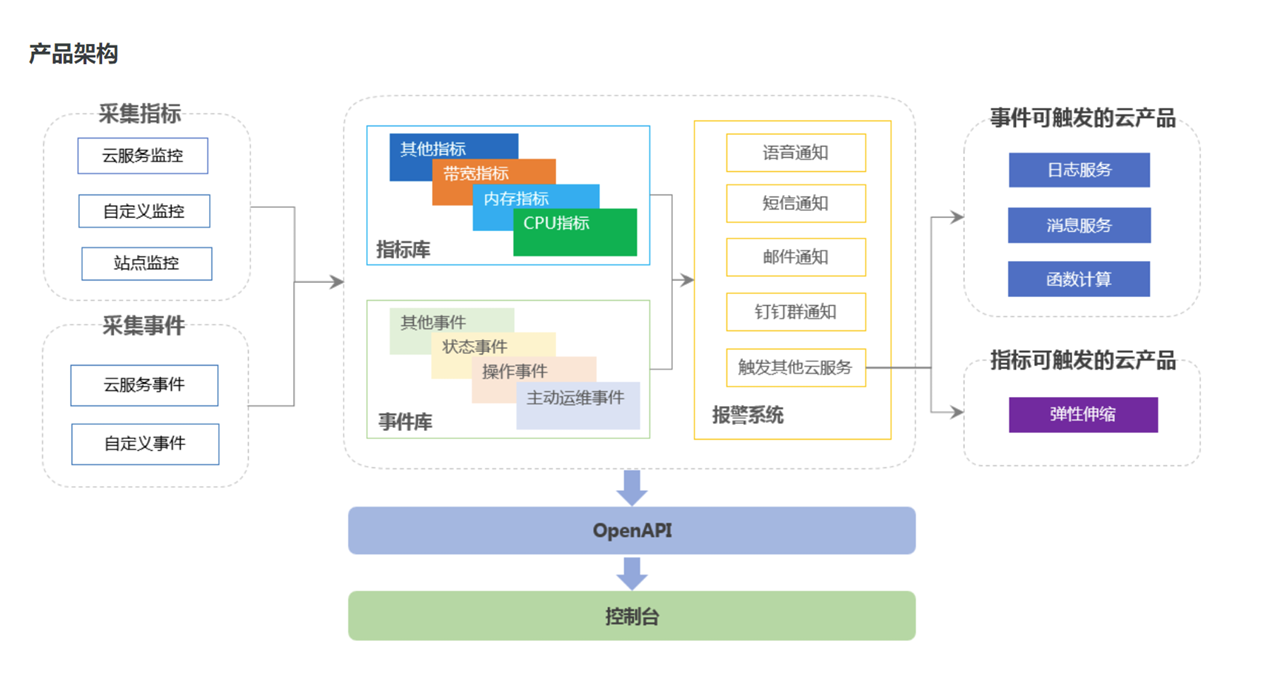 产品架构
采集指标
云服务监控
自定义监控
站点监控
采集事件
云服务事件
自定义事件
其他指标
带宽指标
内存指标
CPU指标
指标库
其他事件
状态事件
操作事件
主动运维事件
事件库
语音通知
短信通知
邮件通知
钉钉群通知
触发其他云服务
报警系统
事件可触发的云产品
日志服务
消息服务
函数计算
指标可触发的云产品
弹性伸缩
OpenAPI
控制台